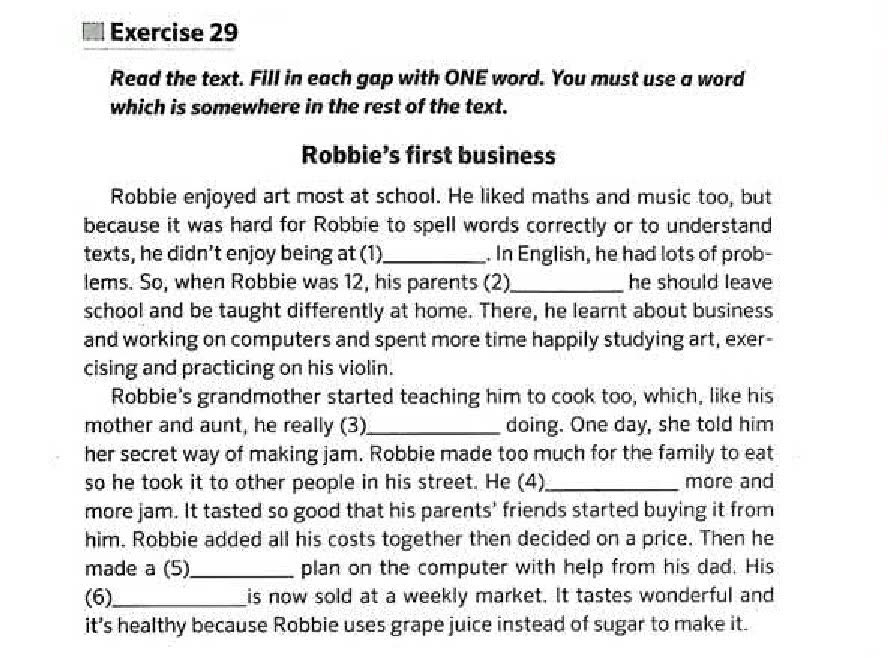 Exercise 29
Read the text. Fill in each gap with ONE word. You must use a word
which is somewhere in the rest of the text.
Robbie's first business
Robbie enjoyed art most at school. He liked maths and music too, but
because it was hard for Robbie to spell words correctly or to understand
texts, he didn't enjoy being at (1)__________. In English, he had lots of prob-
lems. So, when Robbie was 12, his parents (2)___________ he should leave
school and be taught differently at home. There, he learnt about business
and working on computers and spent more time happily studying art, exer-
cising and practicing on his violin.
Robbie's grandmother started teaching him to cook too, which, like his
mother and aunt, he really (3)_____________ doing. One day, she told him
her secret way of making jam. Robbie made too much for the family to eat
so he took it to other people in his street. He (4)_____________ more and
more jam. It tasted so good that his parents' friends started buying it from
him. Robbie added all his costs together then decided on a price. Then he
made a (5)__________ plan on the computer with help from his dad. His
(6)_____________is now sold at a weekly market. It tastes wonderful and
it's healthy because Robbie uses grape juice instead of sugar to make it.